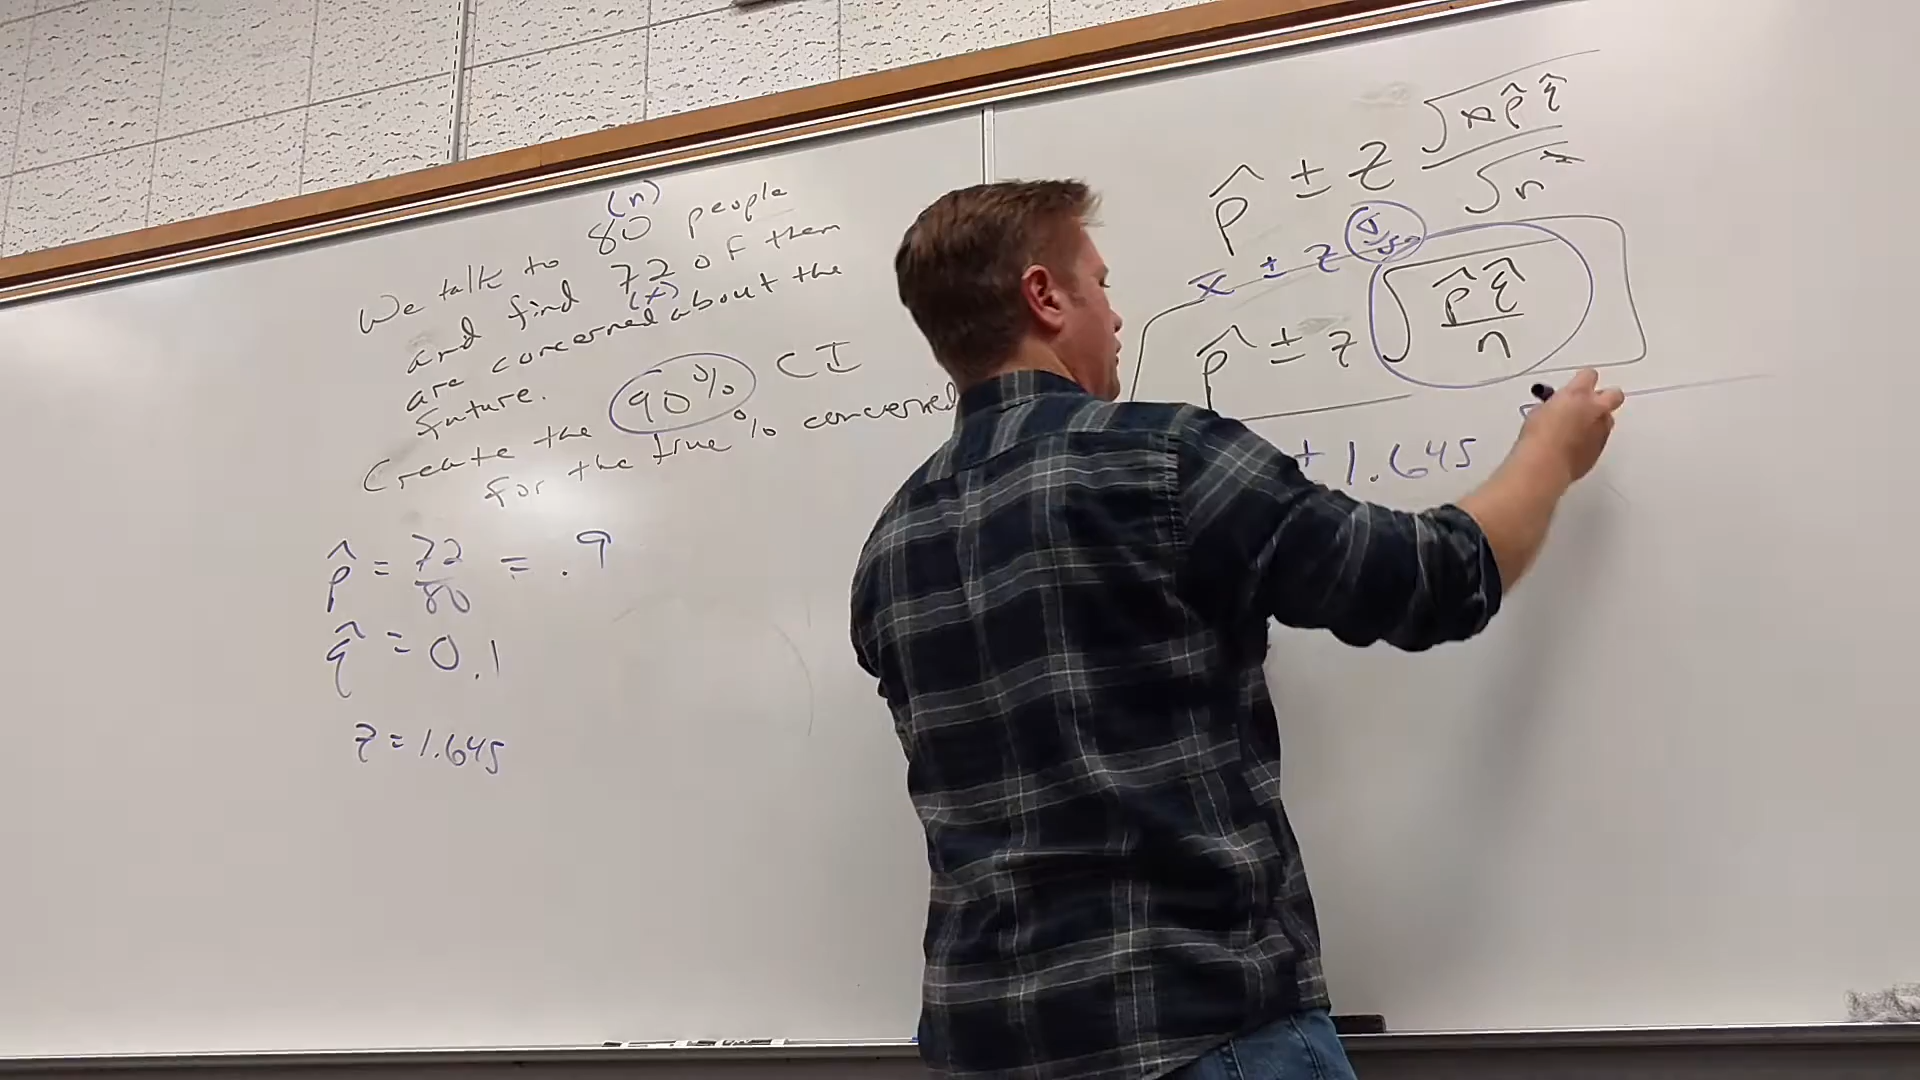 (n)
We talk to 80 people
and find 72 of them
(x)
are concerned about the
future.
Create the 90% CI
for the true % concerned
p̂ = 72/80 = .9
q̂ = 0.1
z = 1.645
p̂ ± z √(n p̂ q̂) / √n²
x̄ ± z σ/√n
p̂ ± z √(p̂ q̂ / n)
± 1.645